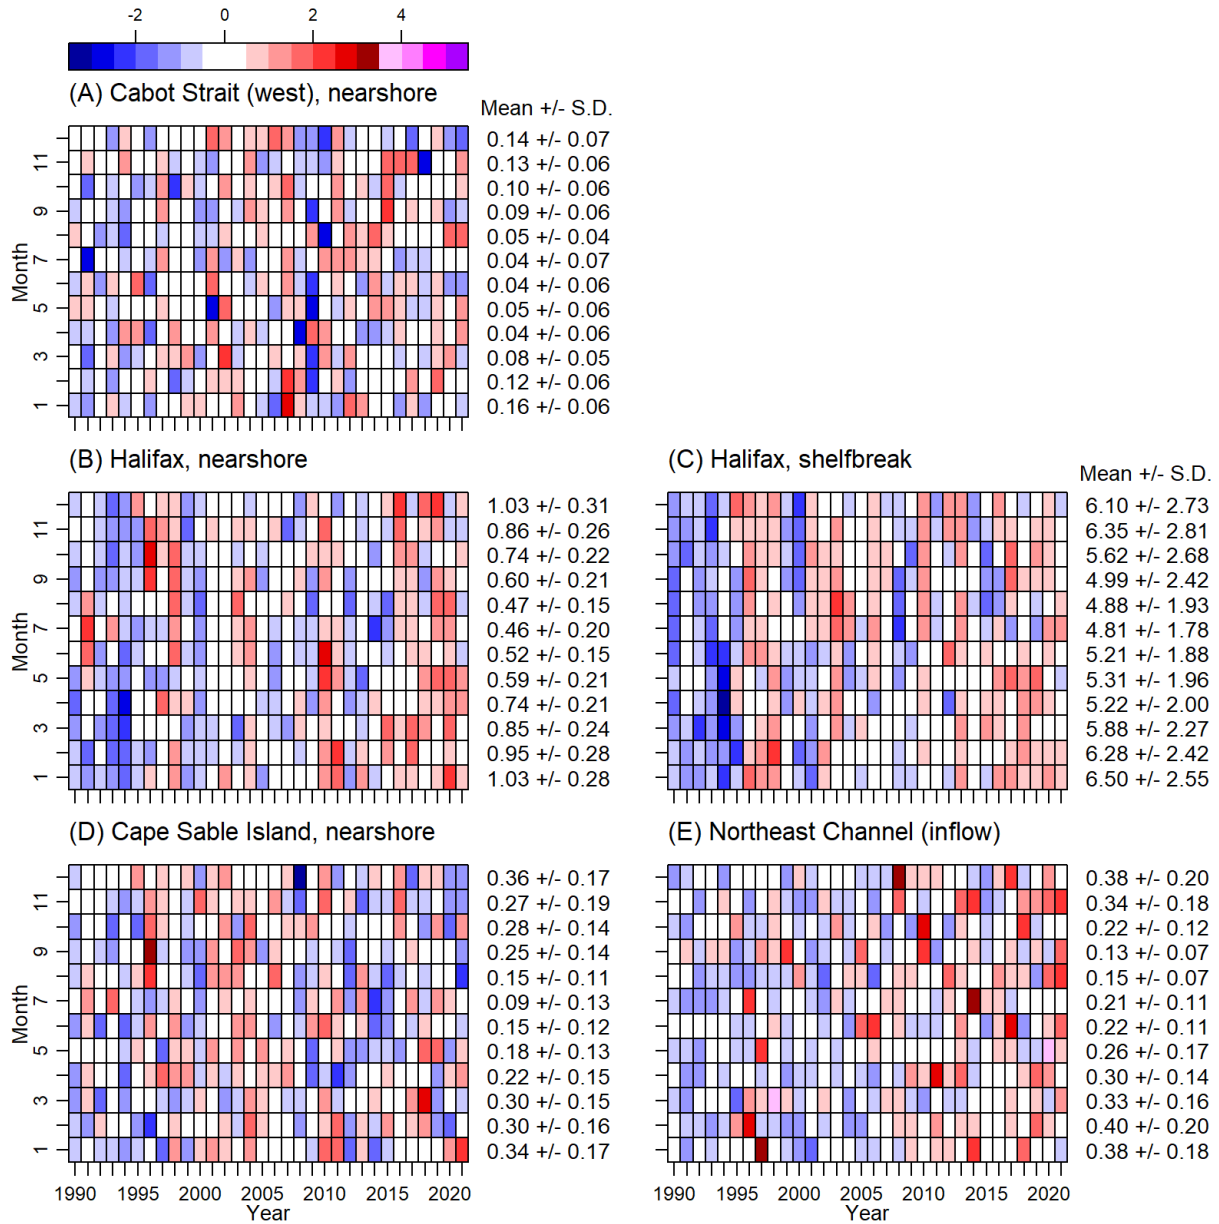 -2 0 2 4
(A) Cabot Strait (west), nearshore
Mean +/- S.D.
0.14 +/- 0.07
11 0.13 +/- 0.06
0.10 +/- 0.06
9 0.09 +/- 0.06
0.05 +/- 0.04
7 0.04 +/- 0.07
0.04 +/- 0.06
5 0.05 +/- 0.06
0.04 +/- 0.06
3 0.08 +/- 0.05
0.12 +/- 0.06
1 0.16 +/- 0.06
Month
(B) Halifax, nearshore
1.03 +/- 0.31
11 0.86 +/- 0.26
0.74 +/- 0.22
9 0.60 +/- 0.21
0.47 +/- 0.15
7 0.46 +/- 0.20
0.52 +/- 0.15
5 0.59 +/- 0.21
0.74 +/- 0.21
3 0.85 +/- 0.24
0.95 +/- 0.28
1 1.03 +/- 0.28
Month
(C) Halifax, shelfbreak
Mean +/- S.D.
6.10 +/- 2.73
6.35 +/- 2.81
5.62 +/- 2.68
4.99 +/- 2.42
4.88 +/- 1.93
4.81 +/- 1.78
5.21 +/- 1.88
5.31 +/- 1.96
5.22 +/- 2.00
5.88 +/- 2.27
6.28 +/- 2.42
6.50 +/- 2.55
(D) Cape Sable Island, nearshore
0.36 +/- 0.17
11 0.27 +/- 0.19
0.28 +/- 0.14
9 0.25 +/- 0.14
0.15 +/- 0.11
7 0.09 +/- 0.13
0.15 +/- 0.12
5 0.18 +/- 0.13
0.22 +/- 0.15
3 0.30 +/- 0.15
0.30 +/- 0.16
1 0.34 +/- 0.17
Month
1990 1995 2000 2005 2010 2015 2020
Year
(E) Northeast Channel (inflow)
0.38 +/- 0.20
0.34 +/- 0.18
0.22 +/- 0.12
0.13 +/- 0.07
0.15 +/- 0.07
0.21 +/- 0.11
0.22 +/- 0.11
0.26 +/- 0.17
0.30 +/- 0.14
0.33 +/- 0.16
0.40 +/- 0.20
0.38 +/- 0.18
1990 1995 2000 2005 2010 2015 2020
Year